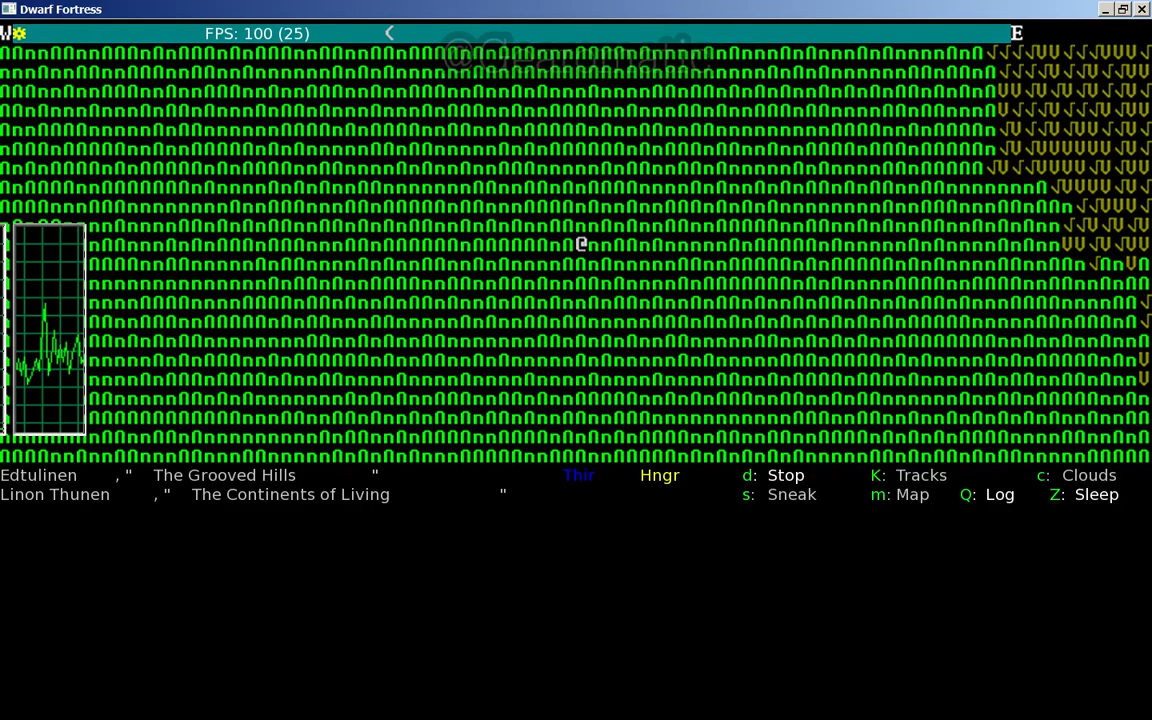 Dwarf Fortress
W FPS: 100 (25) E
@Clearomatic
Edtulinen , " The Grooved Hills " Thir Hngr d: Stop K: Tracks c: Clouds
Linon Thunen , " The Continents of Living " s: Sneak m: Map Q: Log Z: Sleep